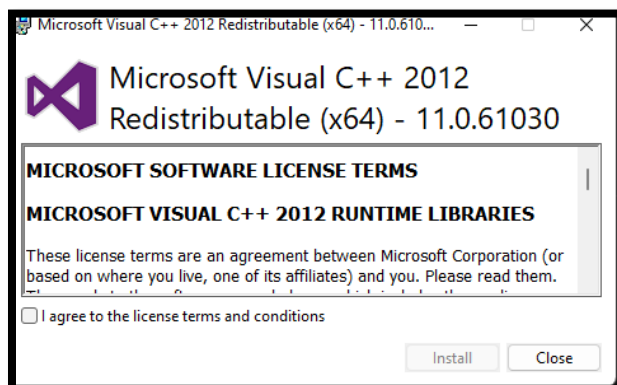 Microsoft Visual C++ 2012 Redistributable (x64) - 11.0.610...
Microsoft Visual C++ 2012
Redistributable (x64) - 11.0.61030
MICROSOFT SOFTWARE LICENSE TERMS
MICROSOFT VISUAL C++ 2012 RUNTIME LIBRARIES
These license terms are an agreement between Microsoft Corporation (or
based on where you live, one of its affiliates) and you. Please read them.
I agree to the license terms and conditions
Install
Close